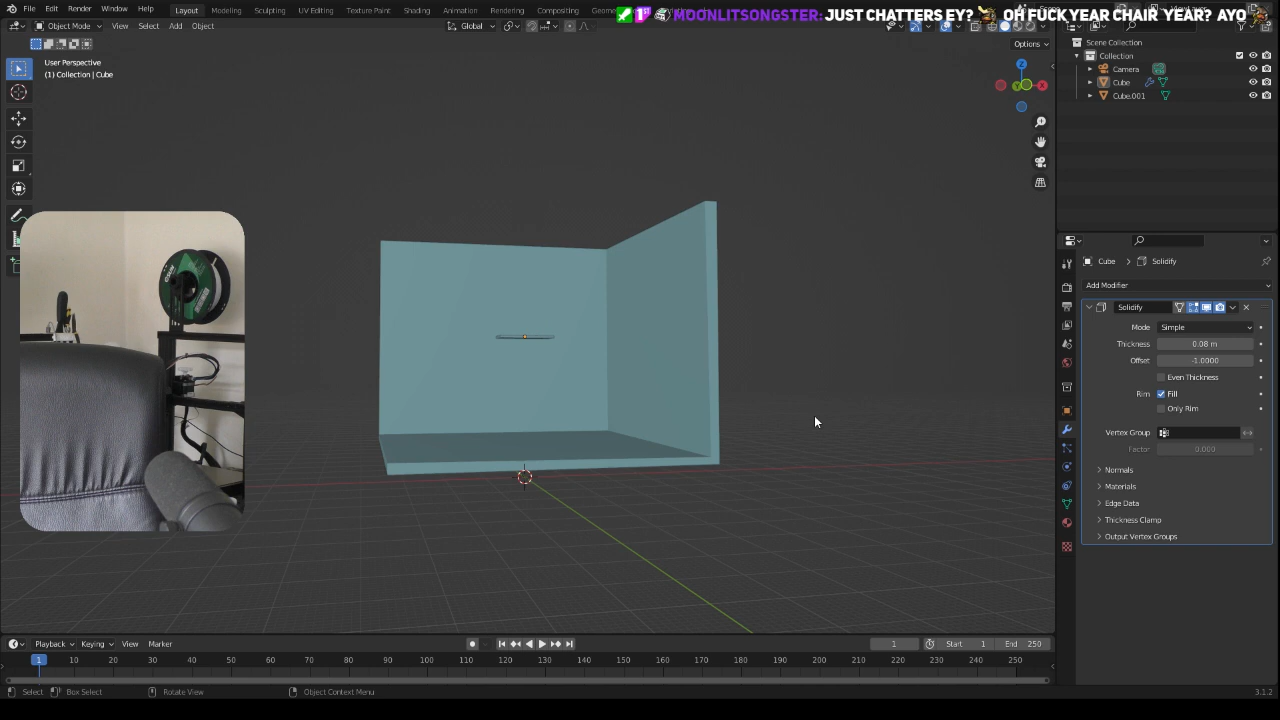 File Edit Render Window Help Layout Modeling Sculpting UV Editing Texture Paint Shading Animation Rendering Compositing
MOONLITSONGSTER: JUST CHATTERS EY? OH FUCK YEAR CHAIR YEAR? AYO
Object Mode View Select Add Object Global
Options
User Perspective
(1) Collection | Cube
Z
Y
X
Scene Collection
Collection
Camera
Cube
Cube.001
Cube Solidify
Add Modifier
Solidify
Mode Simple
Thickness 0.08 m
Offset -1.0000
Even Thickness
Rim Fill
Only Rim
Vertex Group
Factor 0.000
Normals
Materials
Edge Data
Thickness Clamp
Output Vertex Groups
Playback Keying View Marker 1 Start 1 End 250
1 10 20 30 40 50 60 70 80 90 100 110 120 130 140 150 160 170 180 190 200 210 220 230 240 250
Select Box Select Rotate View Object Context Menu 3.1.2